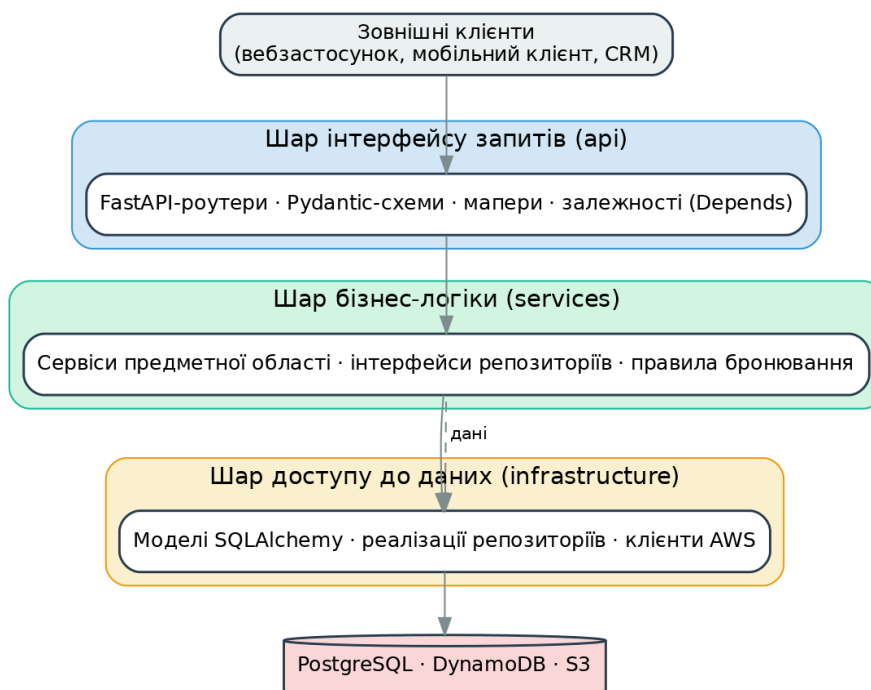 Зовнішні клієнти
(вебзастосунок, мобільний клієнт, CRM)
Шар інтерфейсу запитів (api)
FastAPI-роутери · Pydantic-схеми · мапери · залежності (Depends)
Шар бізнес-логіки (services)
Сервіси предметної області · інтерфейси репозиторіїв · правила бронювання
дані
Шар доступу до даних (infrastructure)
Моделі SQLAlchemy · реалізації репозиторіїв · клієнти AWS
PostgreSQL · DynamoDB · S3